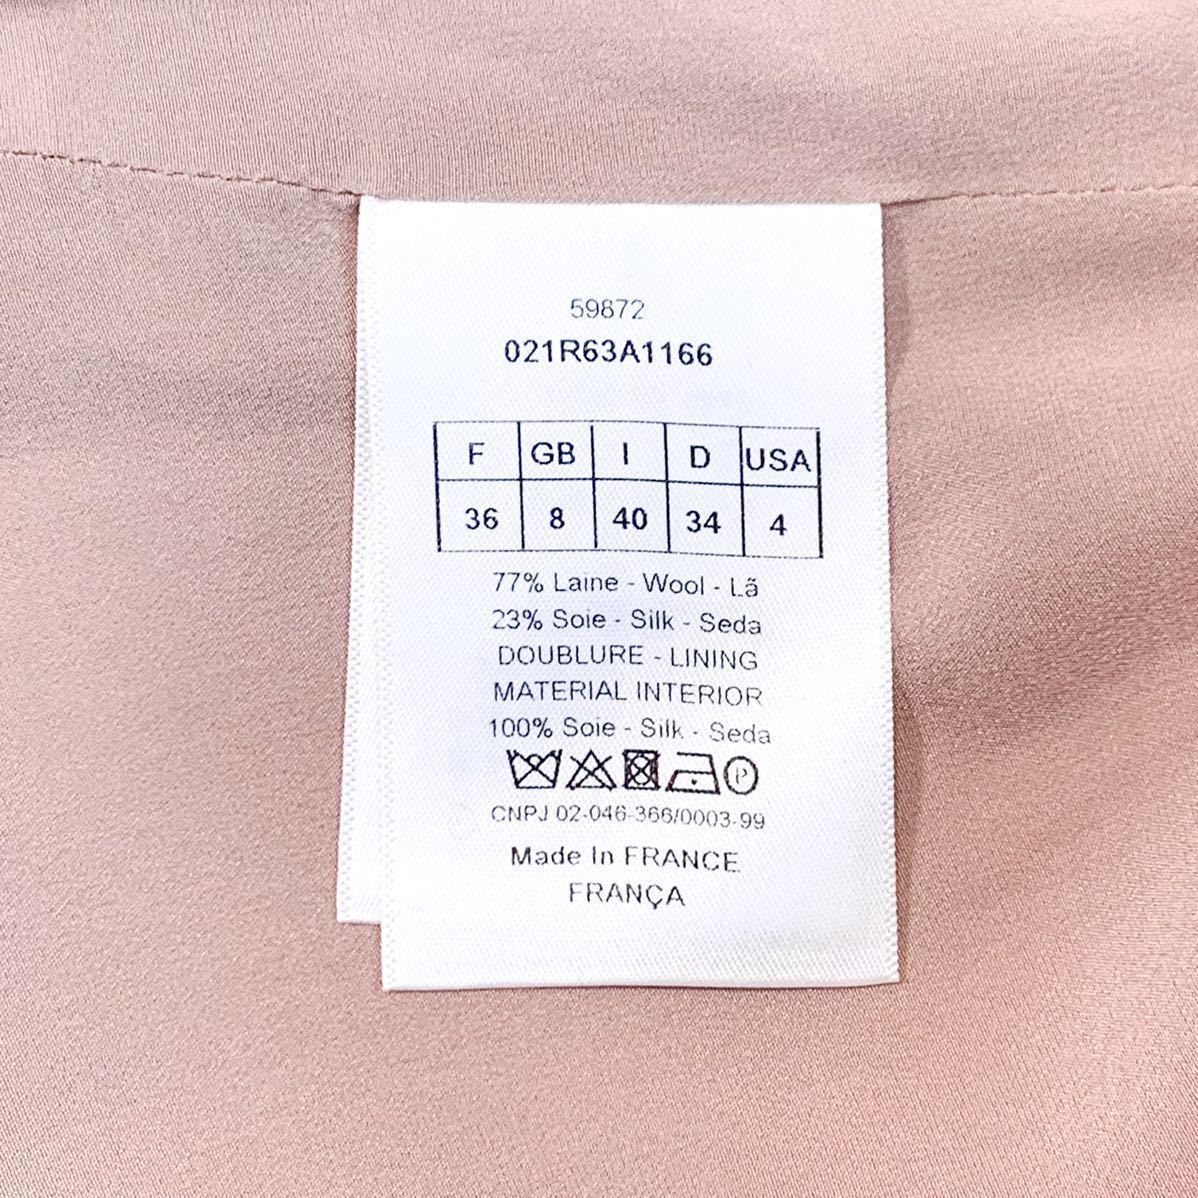 59872
021R63A1166
F GB I D USA
36 8 40 34 4
77% Laine - Wool - Lã
23% Soie - Silk - Seda
DOUBLURE - LINING
MATERIAL INTERIOR
100% Soie - Silk - Seda
P
CNPJ 02-046-366/0003-99
Made In FRANCE
FRANÇA